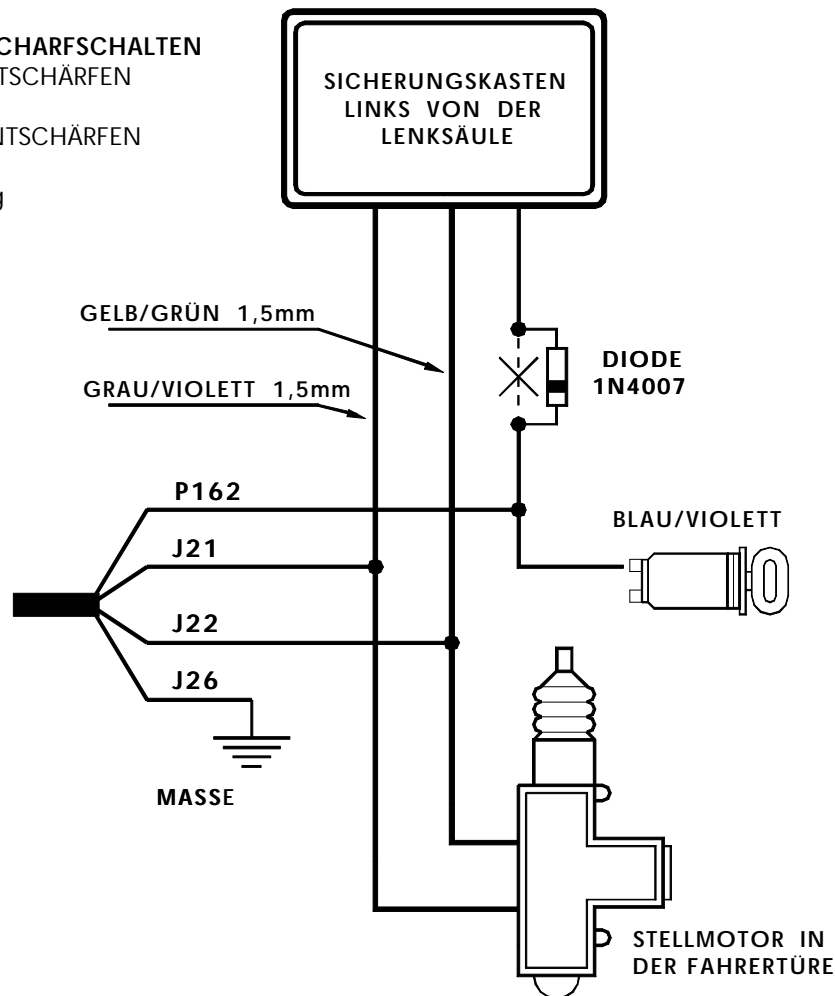 CHARFSCHALTEN
TSCHÄRFEN
NTSCHÄRFEN
g
SICHERUNGSKASTEN
LINKS VON DER
LENKSÄULE
GELB/GRÜN 1,5mm
GRAU/VIOLETT 1,5mm
DIODE
1N4007
P162
BLAU/VIOLETT
J21
J22
J26
MASSE
STELLMOTOR IN
DER FAHRERTÜRE